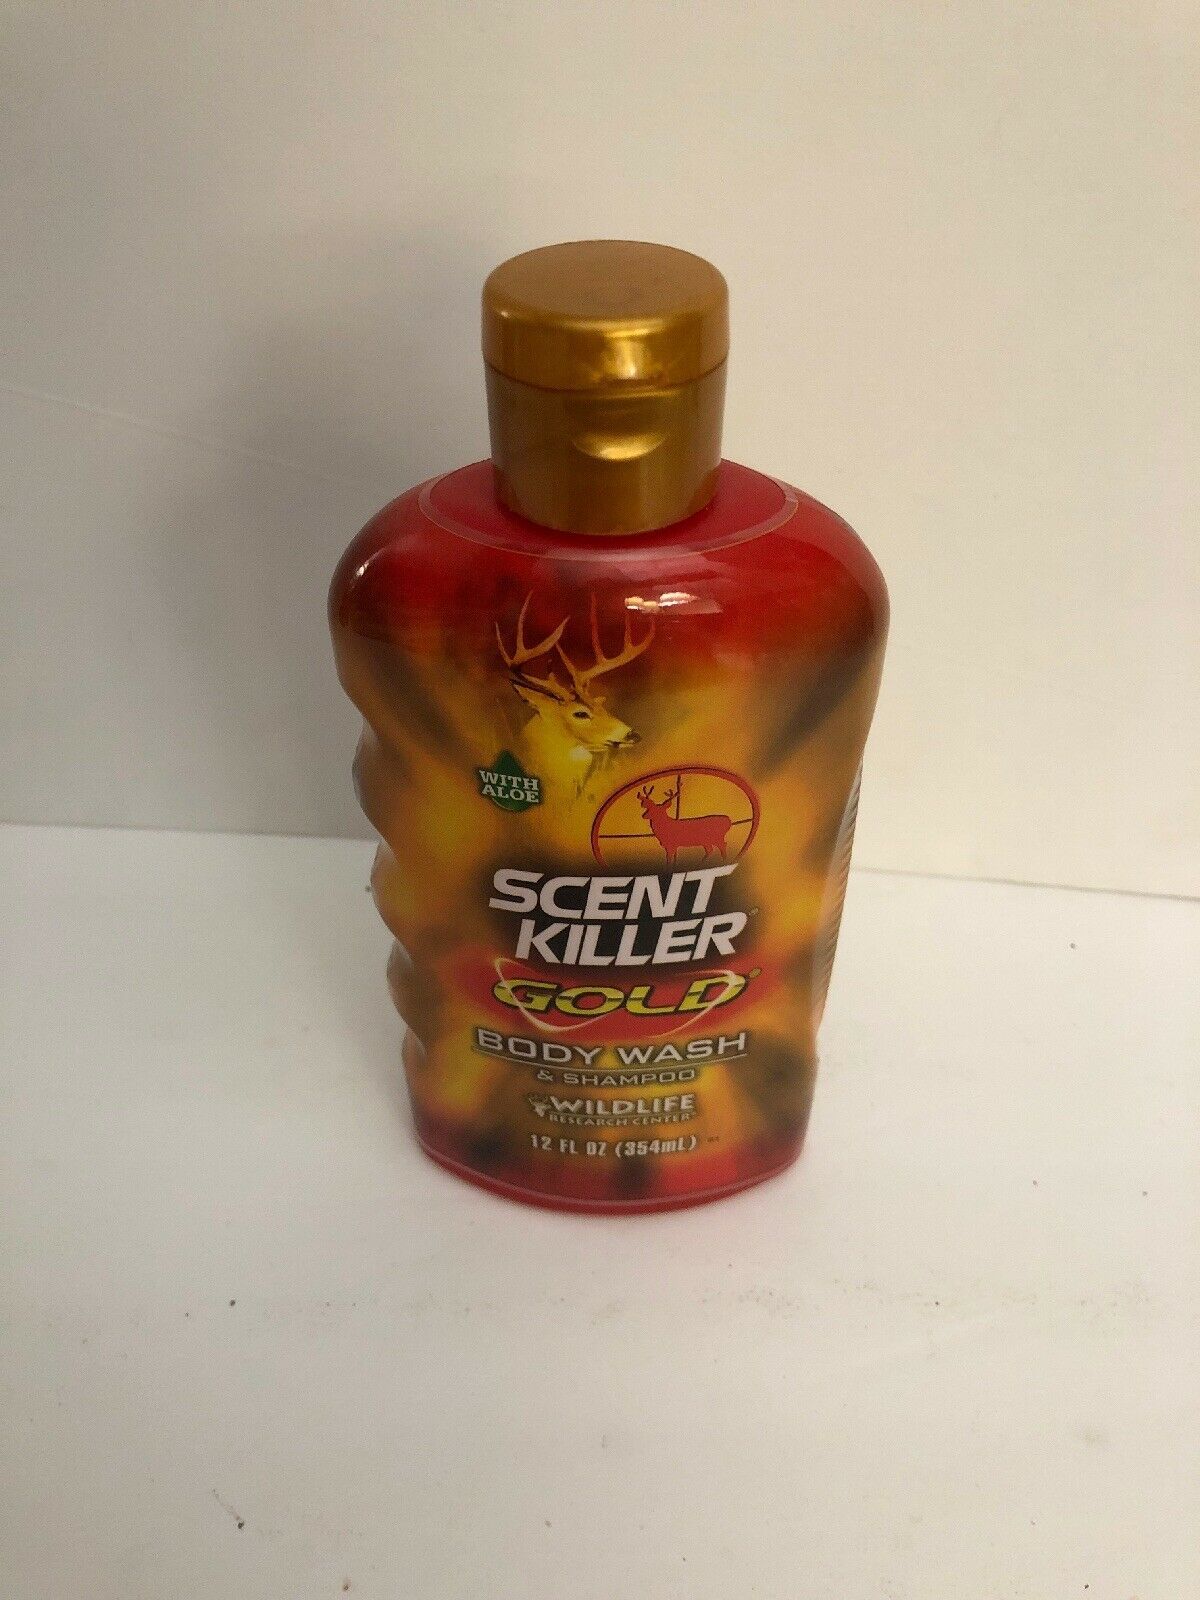 WITH
ALOE
SCENT
KILLER®
GOLD®
BODY WASH
& SHAMPOO
WILDLIFE
RESEARCH CENTER
12 FL OZ (354mL)